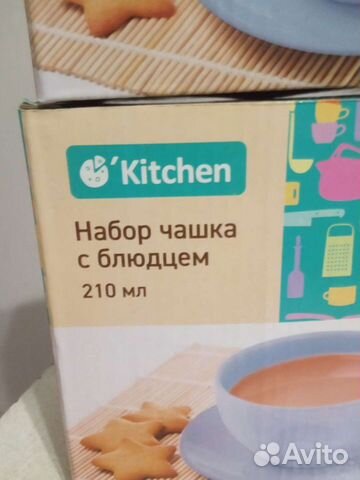 'Kitchen
Набор чашка
с блюдцем
210 мл
Avito